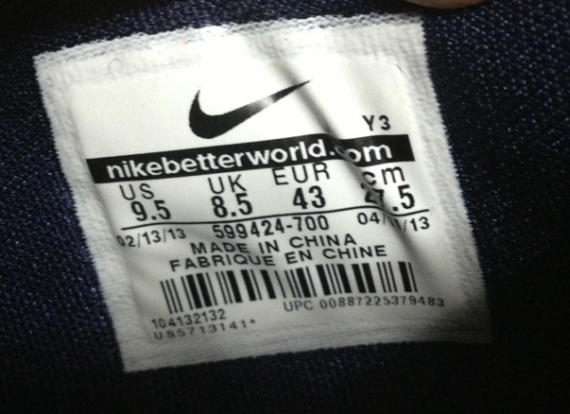 Y3
nikebetterworld.com
US UK EUR cm
9.5 8.5 43 27.5
02/13/13 599424-700
MADE IN CHINA
FABRIQUE EN CHINE
104132132 UPC 00887225379483
US5713141*